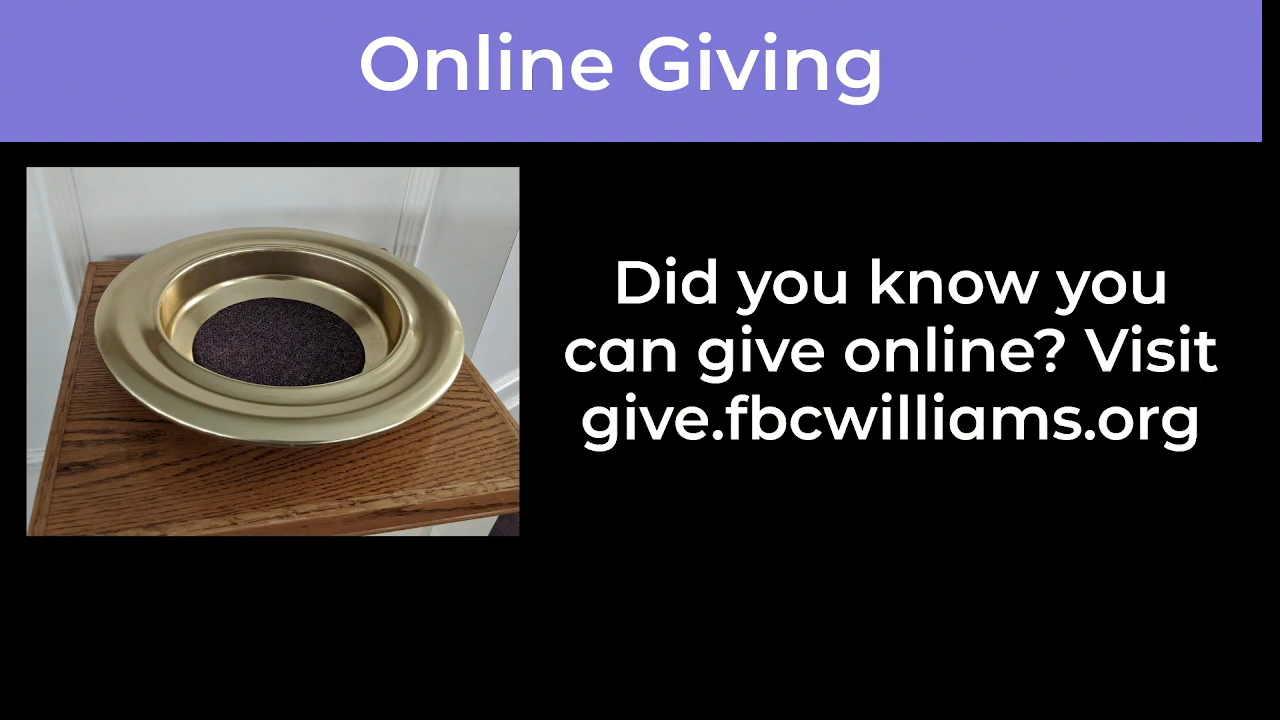 Online Giving
Did you know you
can give online? Visit
give.fbcwilliams.org